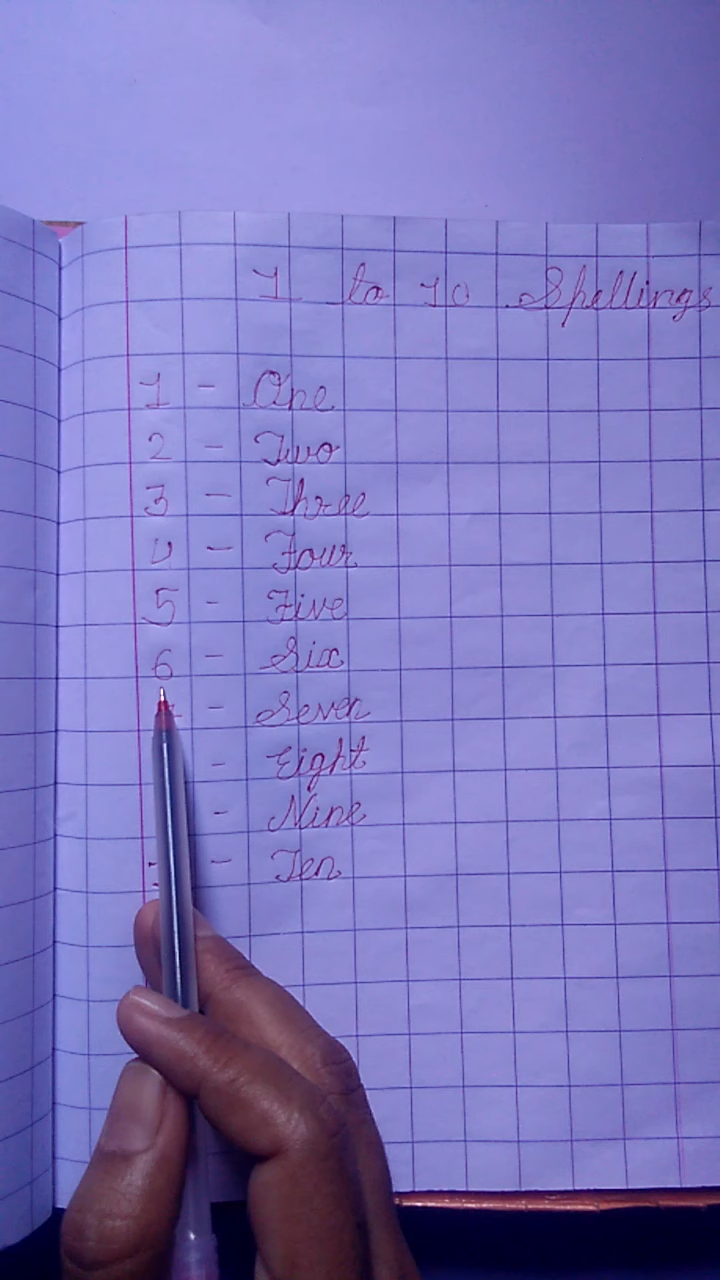 1 to 10 Spellings
1 - One
2 - Two
3 - Three
4 - Four
5 - Five
6 - Six
- Seven
- Eight
- Nine
- Ten